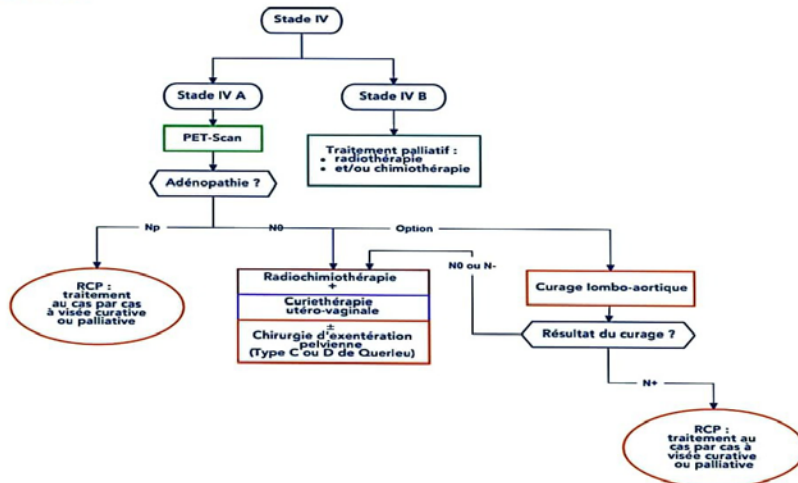 Stade IV
Stade IV A
Stade IV B
PET-Scan
Traitement palliatif :
• radiothérapie
• et/ou chimiothérapie
Adénopathie ?
Np
N0
Option
RCP :
traitement
au cas par cas
à visée curative
ou palliative
Radiochimiothérapie
+
Curiethérapie
utéro-vaginale
±
Chirurgie d'exentération
pelvienne
(Type C ou D de Querleu)
N0 ou N-
Curage lombo-aortique
Résultat du curage ?
N+
RCP :
traitement au
cas par cas à
visée curative
ou palliative